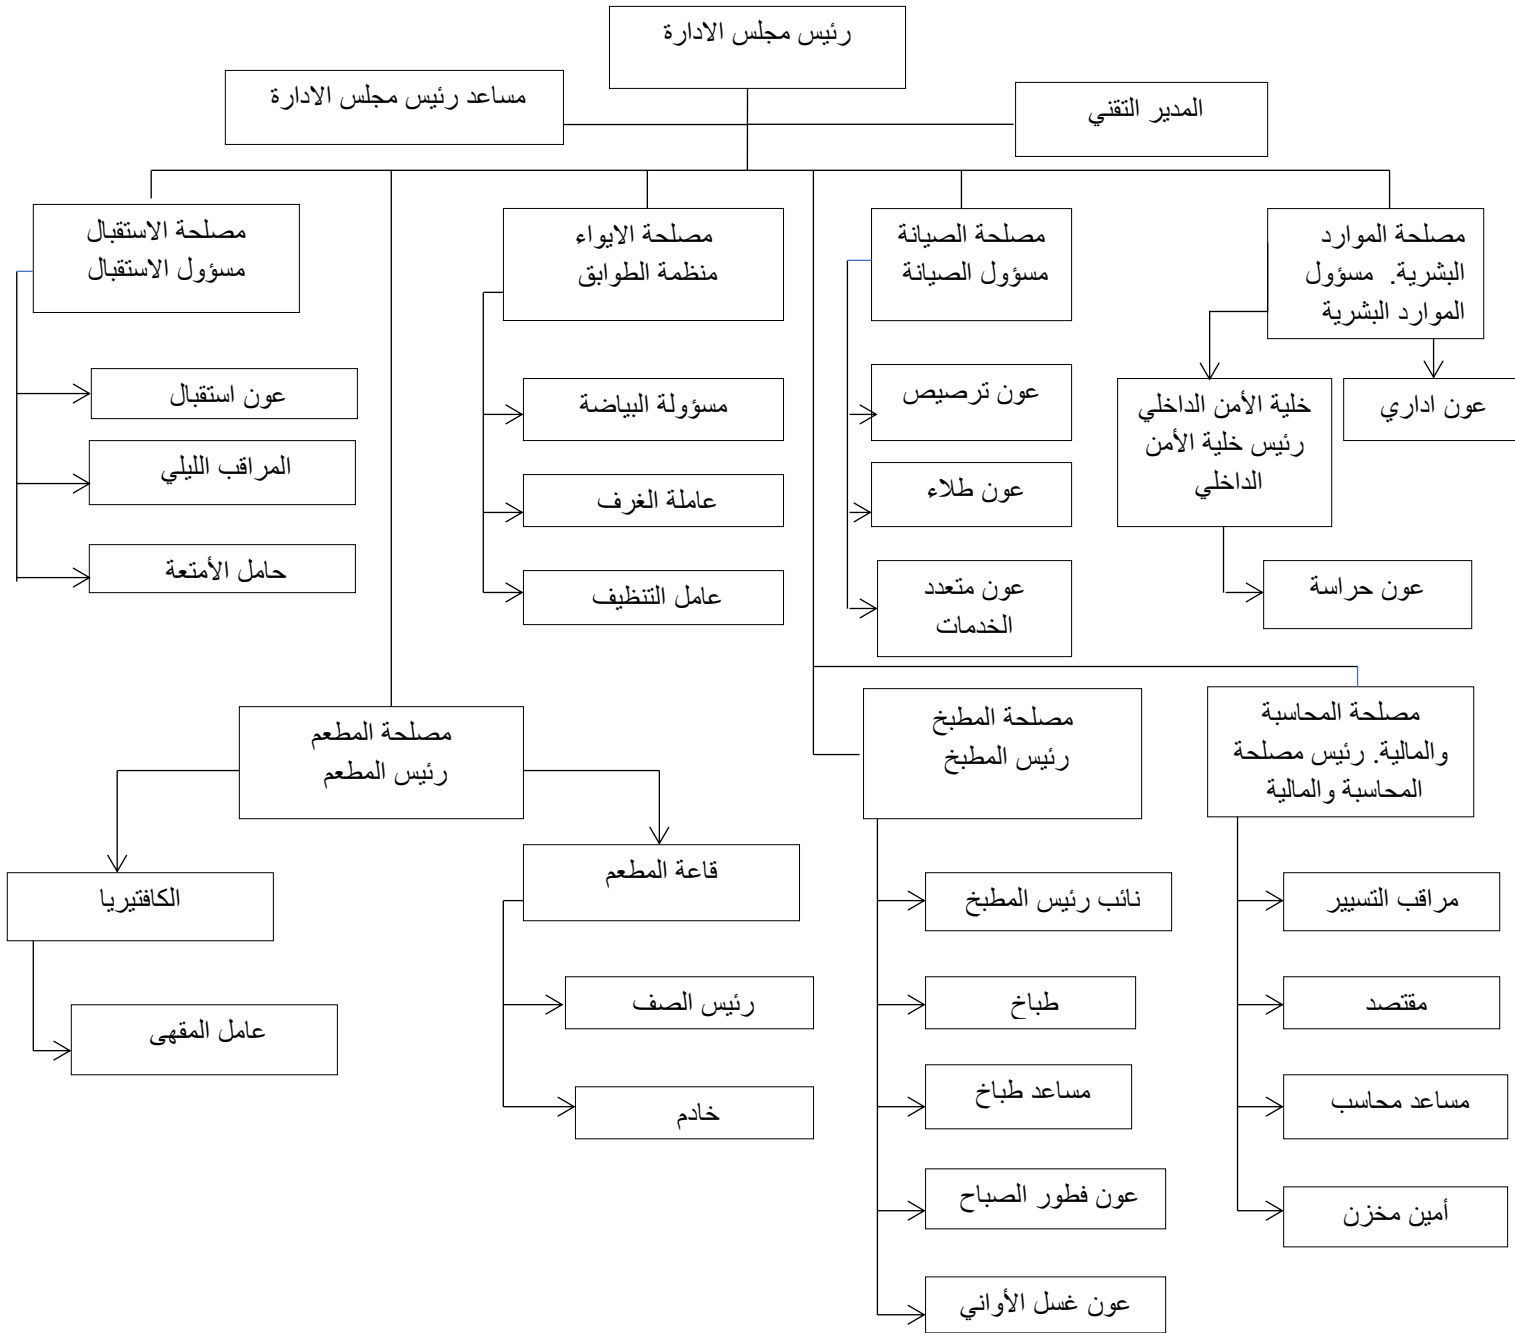 رئيس مجلس الادارة
المدير التقني
مساعد رئيس مجلس الادارة
مصلحة الموارد
البشرية. مسؤول
الموارد البشرية
عون اداري
خلية الأمن الداخلي
رئيس خلية الأمن
الداخلي
عون حراسة
مصلحة الصيانة
مسؤول الصيانة
عون ترصيص
عون طلاء
عون متعدد
الخدمات
مصلحة الايواء
منظمة الطوابق
مسؤولة البياضة
عاملة الغرف
عامل التنظيف
مصلحة الاستقبال
مسؤول الاستقبال
عون استقبال
المراقب الليلي
حامل الأمتعة
مصلحة المحاسبة
والمالية. رئيس مصلحة
المحاسبة والمالية
مراقب التسيير
مقتصد
مساعد محاسب
أمين مخزن
مصلحة المطبخ
رئيس المطبخ
نائب رئيس المطبخ
طباخ
مساعد طباخ
عون فطور الصباح
عون غسل الأواني
مصلحة المطعم
رئيس المطعم
قاعة المطعم
رئيس الصف
خادم
الكافتيريا
عامل المقهى